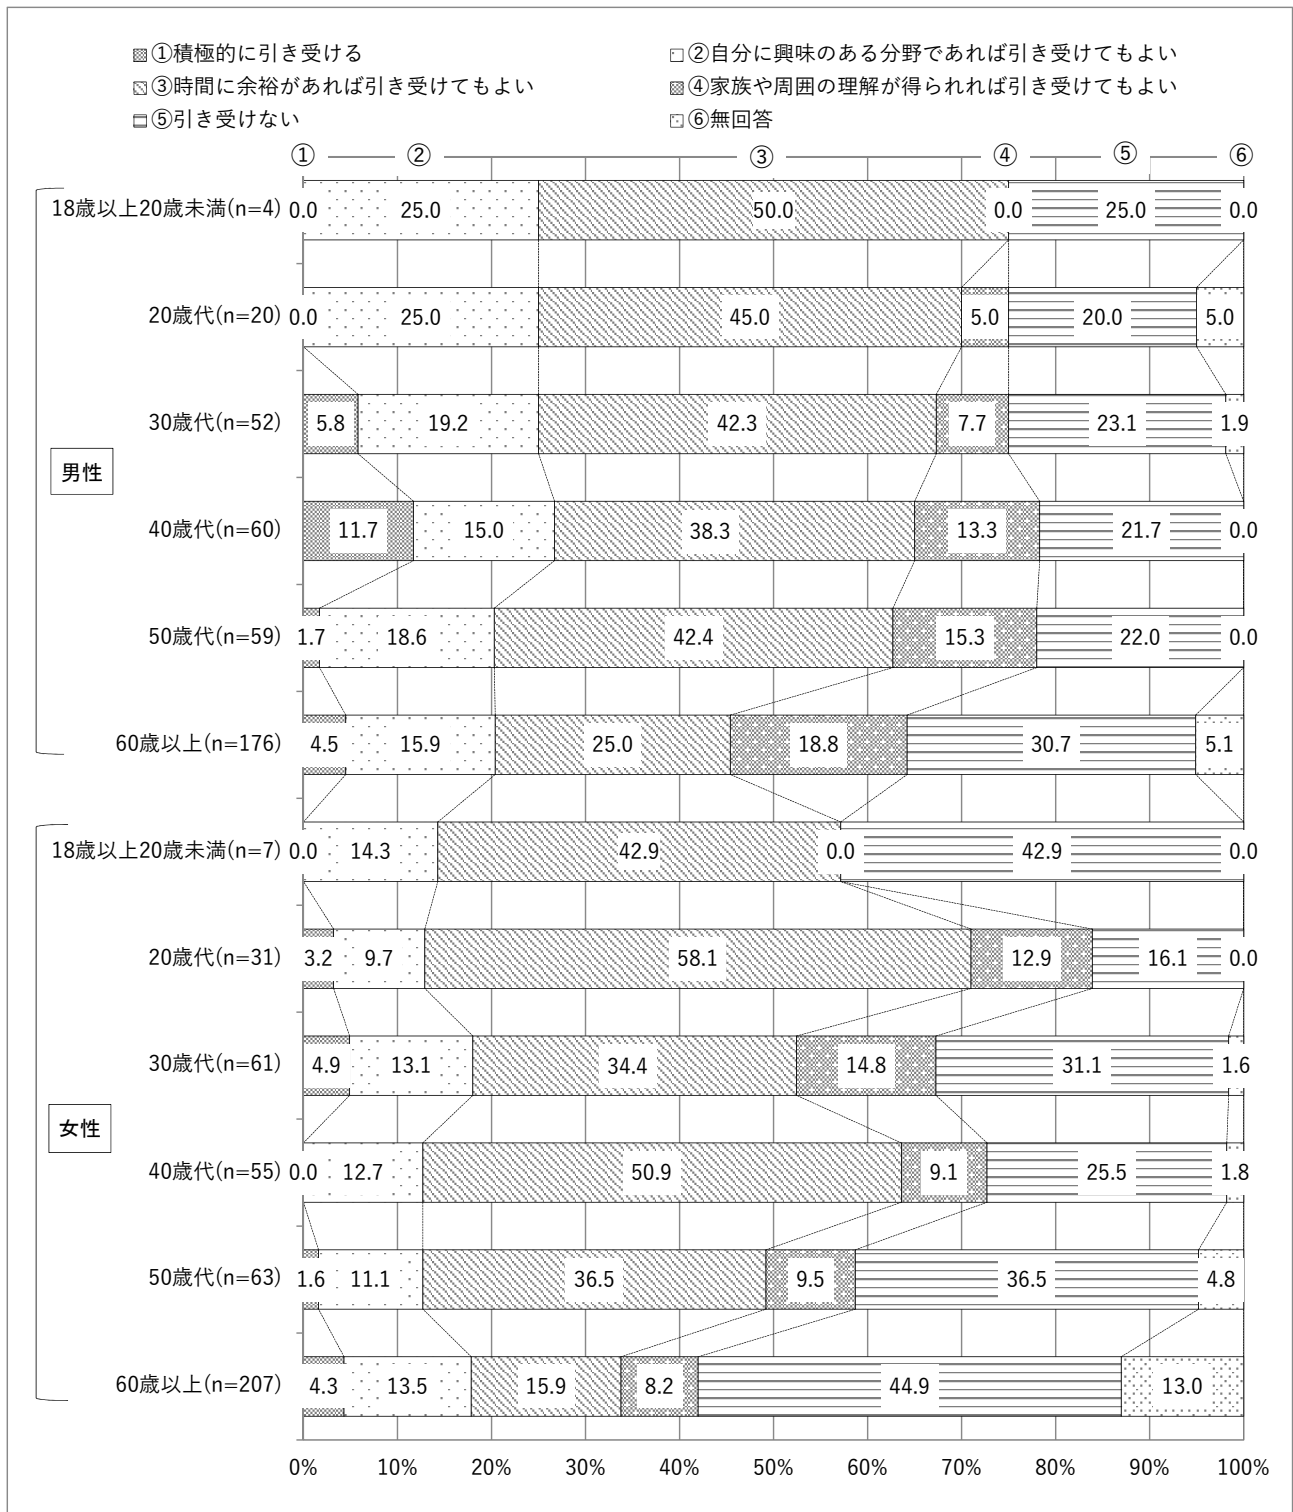 ①積極的に引き受ける ②自分に興味のある分野であれば引き受けてもよい
③時間に余裕があれば引き受けてもよい ④家族や周囲の理解が得られれば引き受けてもよい
⑤引き受けない ⑥無回答
① ② ③ ④ ⑤ ⑥
18歳以上20歳未満(n=4) 0.0 25.0 50.0 0.0 25.0 0.0
20歳代(n=20) 0.0 25.0 45.0 5.0 20.0 5.0
30歳代(n=52) 5.8 19.2 42.3 7.7 23.1 1.9
男性
40歳代(n=60) 11.7 15.0 38.3 13.3 21.7 0.0
50歳代(n=59) 1.7 18.6 42.4 15.3 22.0 0.0
60歳以上(n=176) 4.5 15.9 25.0 18.8 30.7 5.1
18歳以上20歳未満(n=7) 0.0 14.3 42.9 0.0 42.9 0.0
20歳代(n=31) 3.2 9.7 58.1 12.9 16.1 0.0
30歳代(n=61) 4.9 13.1 34.4 14.8 31.1 1.6
女性
40歳代(n=55) 0.0 12.7 50.9 9.1 25.5 1.8
50歳代(n=63) 1.6 11.1 36.5 9.5 36.5 4.8
60歳以上(n=207) 4.3 13.5 15.9 8.2 44.9 13.0
0% 10% 20% 30% 40% 50% 60% 70% 80% 90% 100%